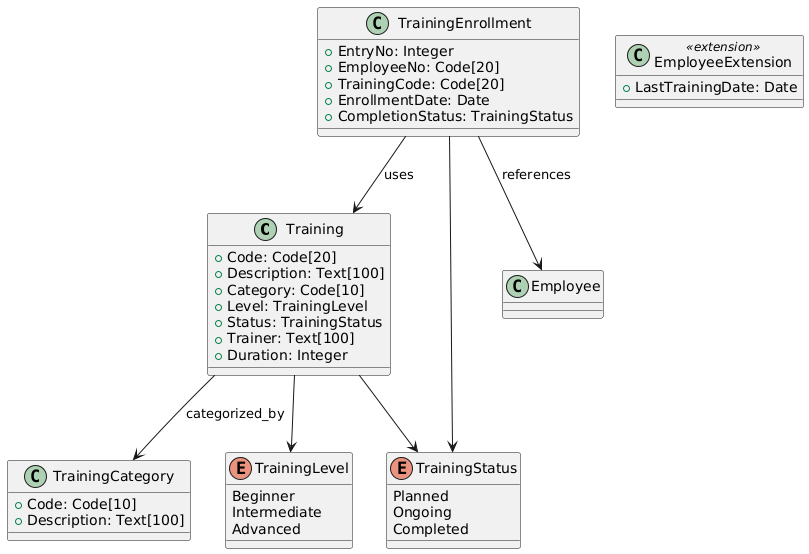 C TrainingEnrollment
+ EntryNo: Integer
+ EmployeeNo: Code[20]
+ TrainingCode: Code[20]
+ EnrollmentDate: Date
+ CompletionStatus: TrainingStatus
«extension»
C EmployeeExtension
LastTrainingDate: Date
uses
references
C Training
Code: Code[20]
Description: Text[100]
Category: Code[10]
Level: TrainingLevel
Status: TrainingStatus
Trainer: Text[100]
Duration: Integer
C Employee
categorized_by
C TrainingCategory
Code: Code[10]
Description: Text[100]
E TrainingLevel
Beginner
Intermediate
Advanced
E TrainingStatus
Planned
Ongoing
Completed